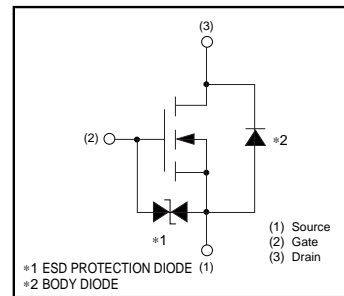 (3)
(2)
∗2
∗1
(1)
(1) Source
(2) Gate
(3) Drain
∗1 ESD PROTECTION DIODE
∗2 BODY DIODE